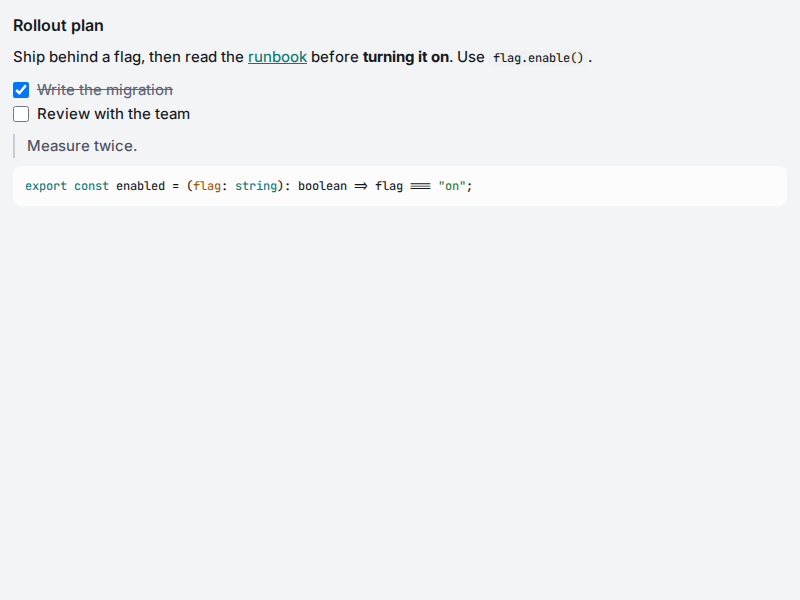 Rollout plan
Ship behind a flag, then read the runbook before turning it on. Use flag.enable() .
Write the migration
Review with the team
Measure twice.
export const enabled = (flag: string): boolean => flag === "on";